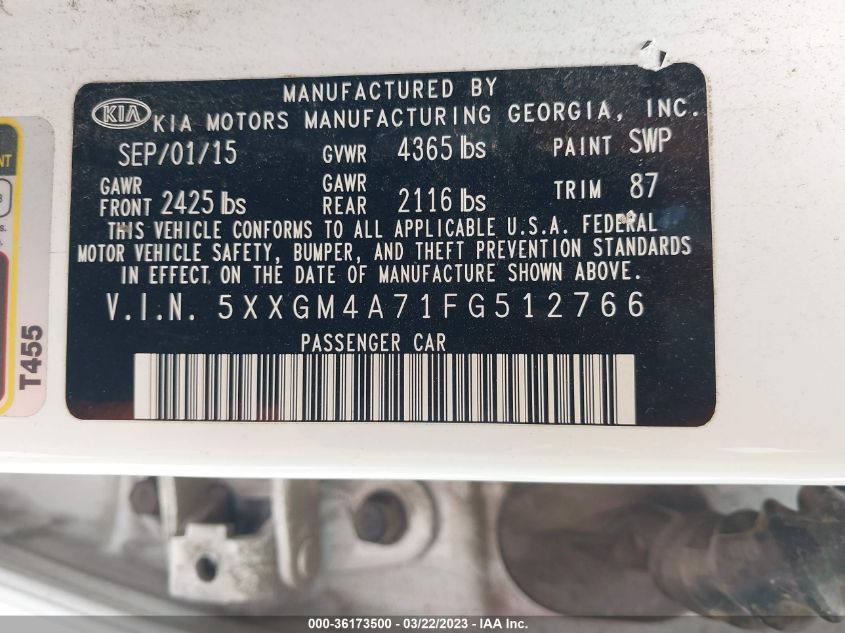 MANUFACTURED BY
KIA KIA MOTORS MANUFACTURING GEORGIA, INC.
SEP/01/15 GVWR 4365 lbs PAINT SWP
GAWR FRONT 2425 lbs GAWR REAR 2116 lbs TRIM 87
THIS VEHICLE CONFORMS TO ALL APPLICABLE U.S.A. FEDERAL
MOTOR VEHICLE SAFETY, BUMPER, AND THEFT PREVENTION STANDARDS
IN EFFECT ON THE DATE OF MANUFACTURE SHOWN ABOVE.
V.I.N. 5XXGM4A71FG512766
PASSENGER CAR
T455
000-36173500 - 03/22/2023 - IAA Inc.